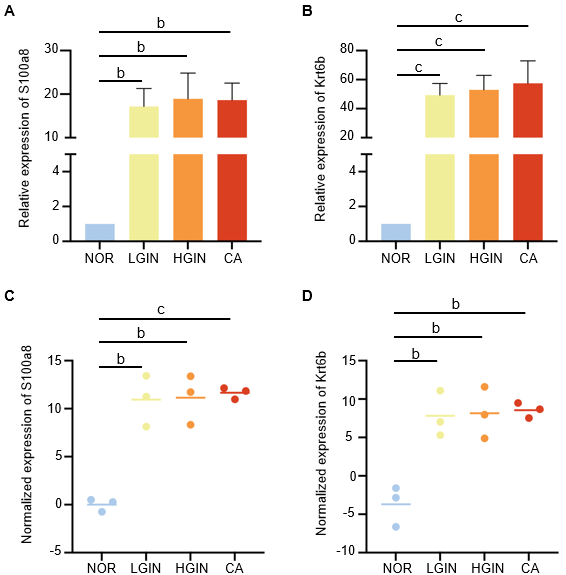 A
b
b
b
Relative expression of S100a8
30
20
10
4
2
0
NOR LGIN HGIN CA
B
c
c
c
Relative expression of Krt6b
80
60
40
20
4
2
0
NOR LGIN HGIN CA
C
c
b
b
Normalized expression of S100a8
15
10
5
0
-5
NOR LGIN HGIN CA
D
b
b
b
Normalized expression of Krt6b
15
10
5
0
-5
-10
NOR LGIN HGIN CA